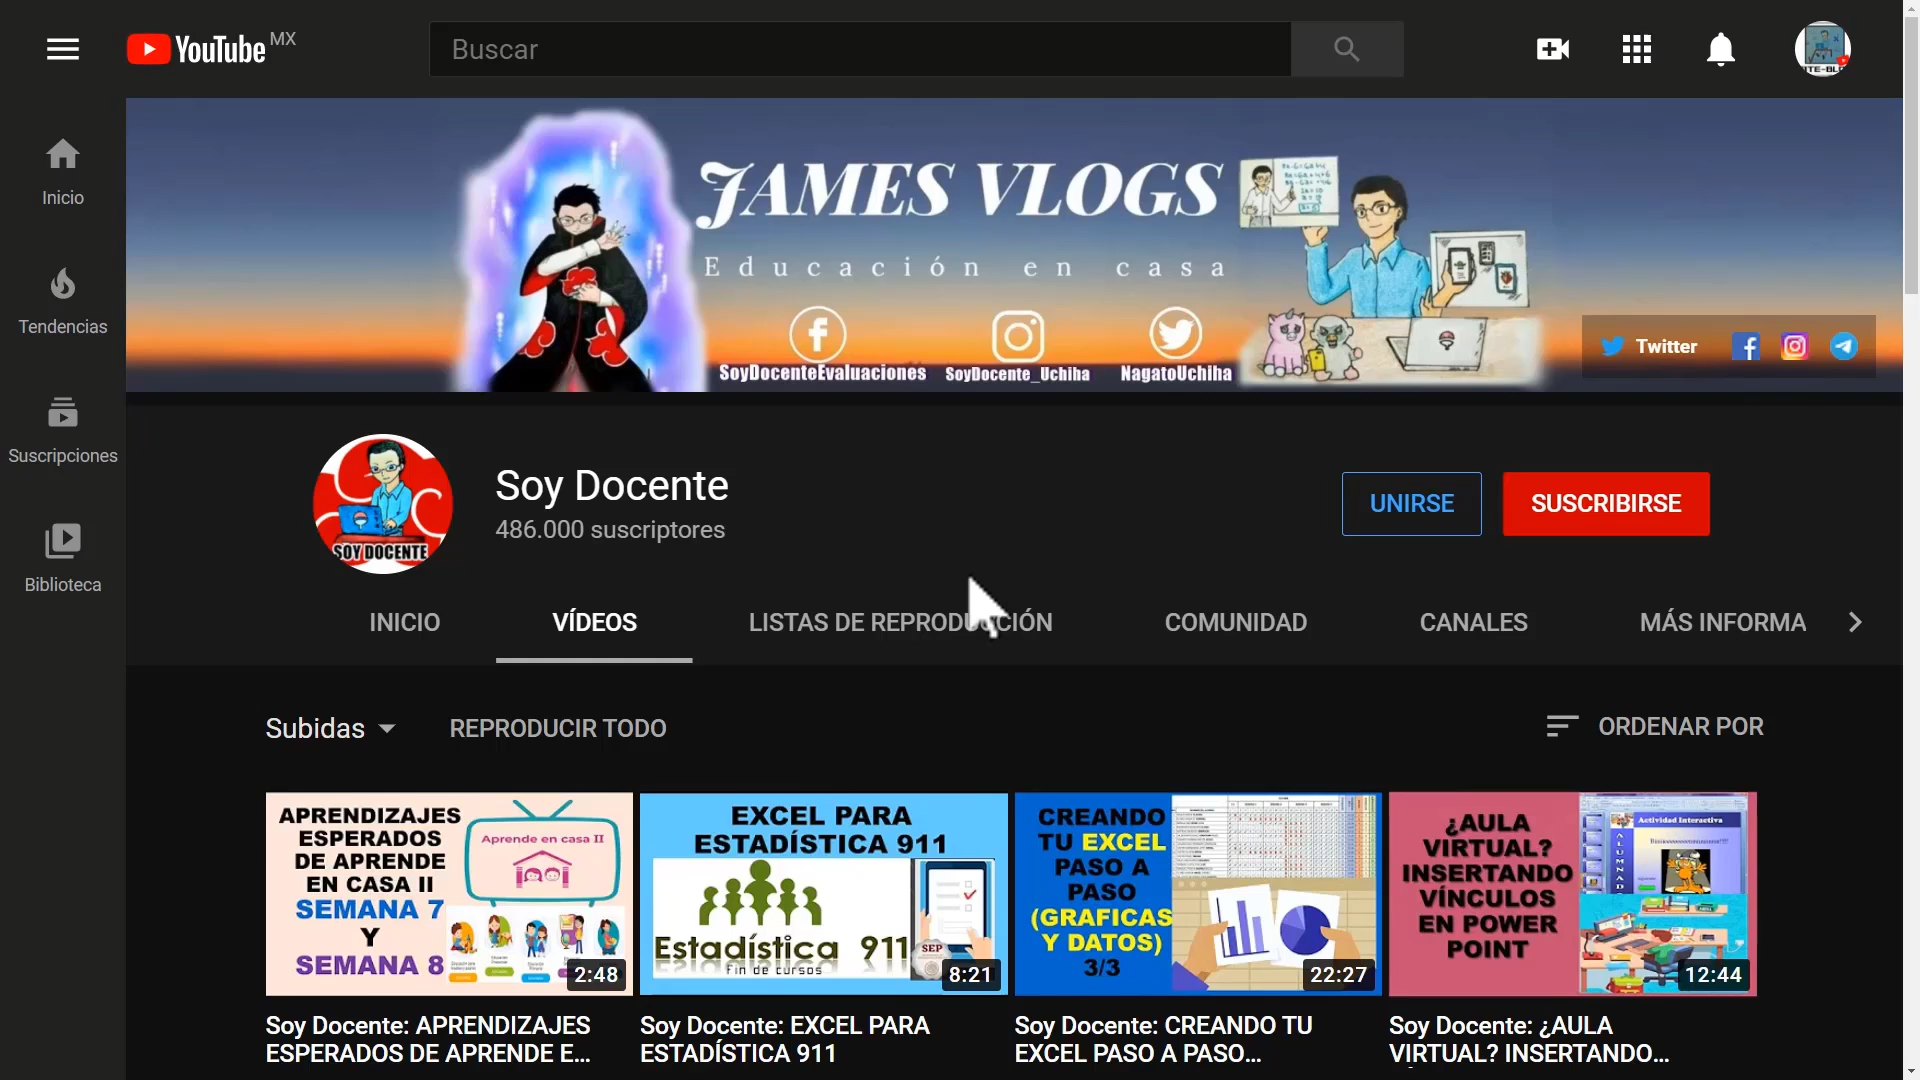 YouTube MX
Buscar
Inicio
Tendencias
Suscripciones
Biblioteca
JAMES VLOGS
Educación en casa
SoyDocenteEvaluaciones
SoyDocente_Uchiha
NagatoUchiha
Twitter
SOY DOCENTE
Soy Docente
486.000 suscriptores
UNIRSE
SUSCRIBIRSE
INICIO
VÍDEOS
LISTAS DE REPRODUCCIÓN
COMUNIDAD
CANALES
MÁS INFORMA
Subidas
REPRODUCIR TODO
ORDENAR POR
APRENDIZAJES
ESPERADOS
DE APRENDE
EN CASA II
SEMANA 7
Y
SEMANA 8
Aprende en casa II
2:48
EXCEL PARA
ESTADÍSTICA 911
Estadística 911
Fin de cursos
SEP
8:21
CREANDO
TU EXCEL
PASO A
PASO
(GRAFICAS
Y DATOS)
3/3
22:27
¿AULA
VIRTUAL?
INSERTANDO
VÍNCULOS
EN POWER
POINT
Actividad Interactiva
12:44
Soy Docente: APRENDIZAJES
ESPERADOS DE APRENDE E...
Soy Docente: EXCEL PARA
ESTADÍSTICA 911
Soy Docente: CREANDO TU
EXCEL PASO A PASO...
Soy Docente: ¿AULA
VIRTUAL? INSERTANDO...